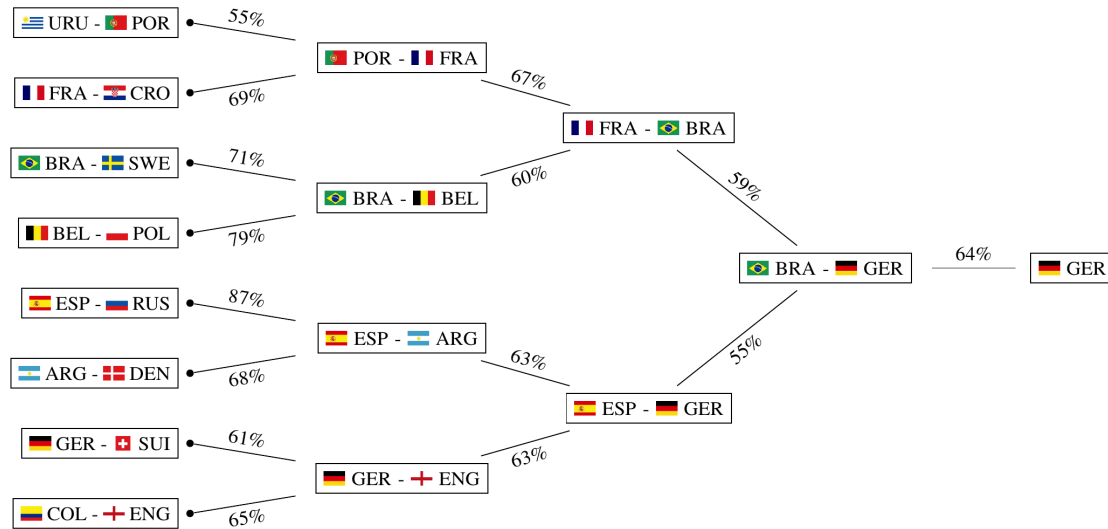 URU - POR
55%
POR - FRA
FRA - CRO
69%
67%
FRA - BRA
BRA - SWE
71%
BRA - BEL
60%
BEL - POL
79%
59%
BRA - GER
64%
GER
ESP - RUS
87%
ESP - ARG
ARG - DEN
68%
63%
55%
ESP - GER
GER - SUI
61%
GER - ENG
63%
COL - ENG
65%